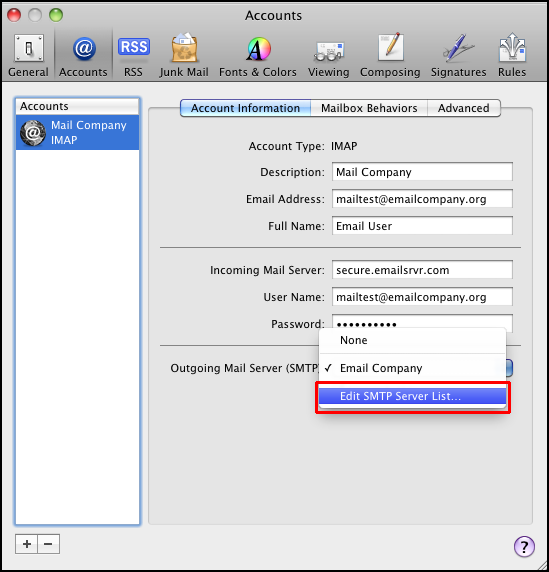 Accounts
General Accounts RSS Junk Mail Fonts & Colors Viewing Composing Signatures Rules
RSS
Accounts
Mail Company
IMAP
Account Information Mailbox Behaviors Advanced
Account Type: IMAP
Description: Mail Company
Email Address: mailtest@emailcompany.org
Full Name: Email User
Incoming Mail Server: secure.emailsrvr.com
User Name: mailtest@emailcompany.org
Password: ••••••••••
None
Outgoing Mail Server (SMTP) ✓ Email Company
Edit SMTP Server List...
+ − ?